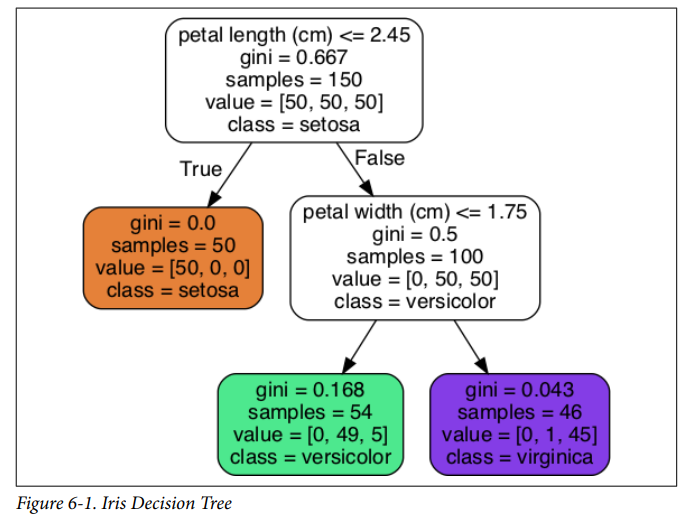 petal length (cm) <= 2.45
gini = 0.667
samples = 150
value = [50, 50, 50]
class = setosa
True
False
gini = 0.0
samples = 50
value = [50, 0, 0]
class = setosa
petal width (cm) <= 1.75
gini = 0.5
samples = 100
value = [0, 50, 50]
class = versicolor
gini = 0.168
samples = 54
value = [0, 49, 5]
class = versicolor
gini = 0.043
samples = 46
value = [0, 1, 45]
class = virginica
Figure 6-1. Iris Decision Tree